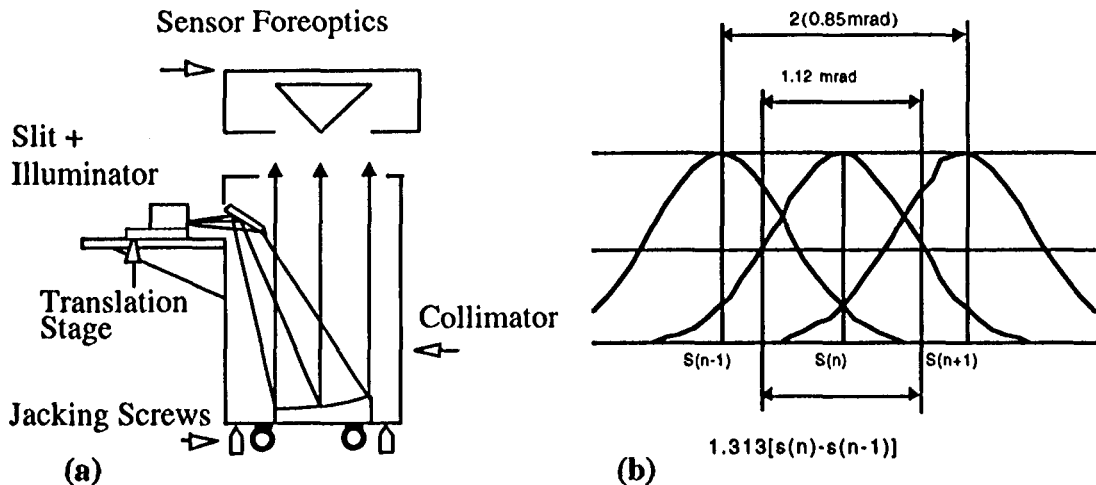 Sensor Foreoptics
Slit +
Illuminator
Translation
Stage
Collimator
Jacking Screws
(a)
2(0.85mrad)
1.12 mrad
S(n-1)
S(n)
S(n+1)
1.313[s(n)-s(n-1)]
(b)